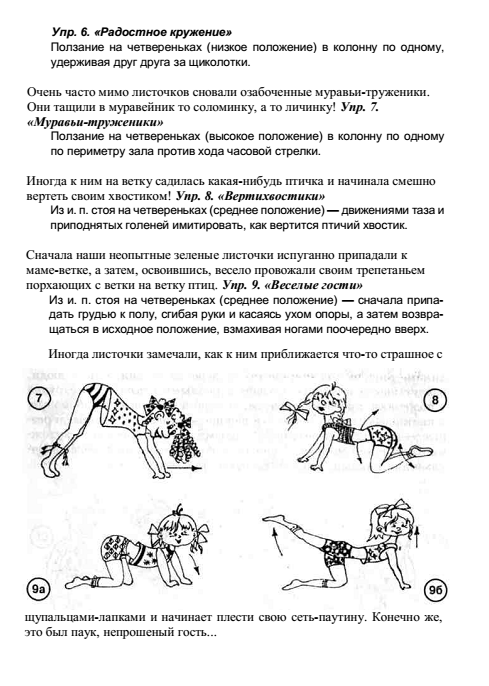 Упр. 6. «Радостное кружение»
Ползание на четвереньках (низкое положение) в колонну по одному,
удерживая друг друга за щиколотки.
Очень часто мимо листочков сновали озабоченные муравьи-труженики.
Они тащили в муравейник то соломинку, а то личинку! Упр. 7.
«Муравьи-труженики»
Ползание на четвереньках (высокое положение) в колонну по одному
по периметру зала против хода часовой стрелки.
Иногда к ним на ветку садилась какая-нибудь птичка и начинала смешно
вертеть своим хвостиком! Упр. 8. «Вертихвостики»
Из и. п. стоя на четвереньках (среднее положение) — движениями таза и
приподнятых голеней имитировать, как вертится птичий хвостик.
Сначала наши неопытные зеленые листочки испуганно припадали к
маме-ветке, а затем, освоившись, весело провожали своим трепетаньем
порхающих с ветки на ветку птиц. Упр. 9. «Веселые гости»
Из и. п. стоя на четвереньках (среднее положение) — сначала припа-
дать грудью к полу, сгибая руки и касаясь ухом опоры, а затем возвра-
щаться в исходное положение, взмахивая ногами поочередно вверх.
Иногда листочки замечали, как к ним приближается что-то страшное с
7
8
9а
9б
щупальцами-лапками и начинает плести свою сеть-паутину. Конечно же,
это был паук, непрошеный гость...